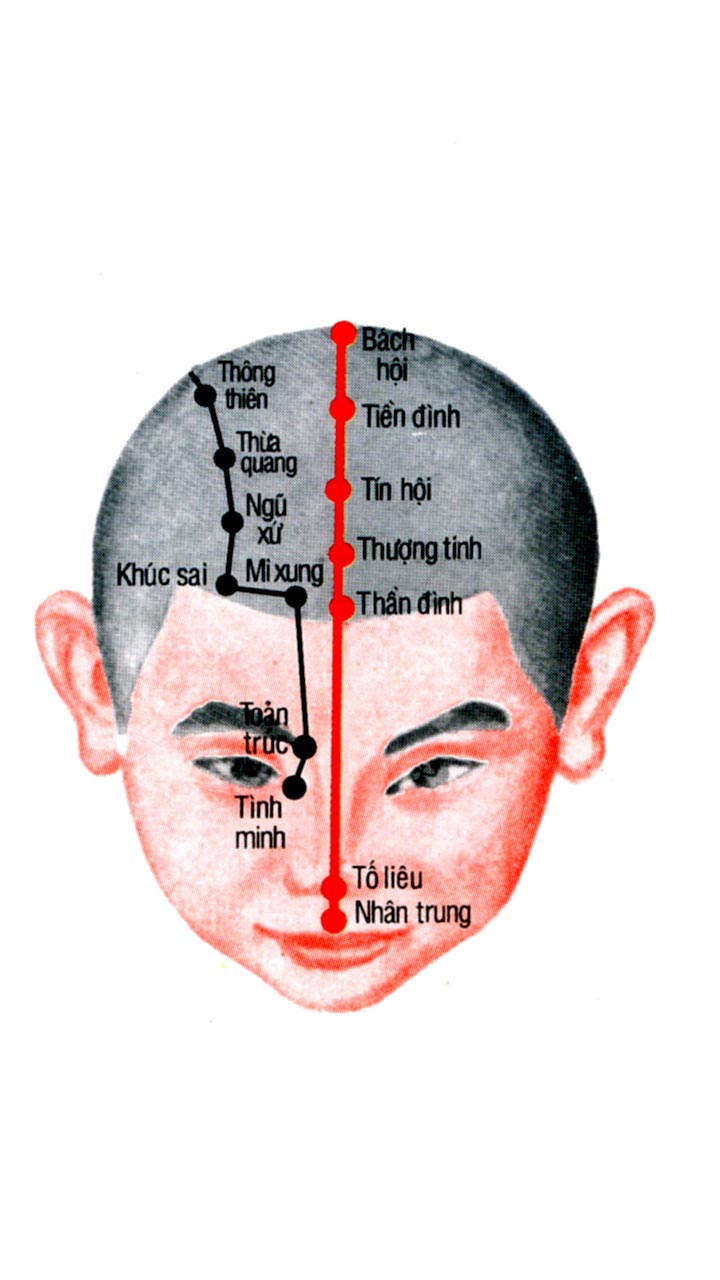 Bách
hội
Thông
thiên
Tiền đình
Thừa
quang
Tín hội
Ngũ
xứ
Thượng tinh
Khúc sai
Mi xung
Thần đình
Toản
trúc
Tình
minh
Tố liêu
Nhân trung